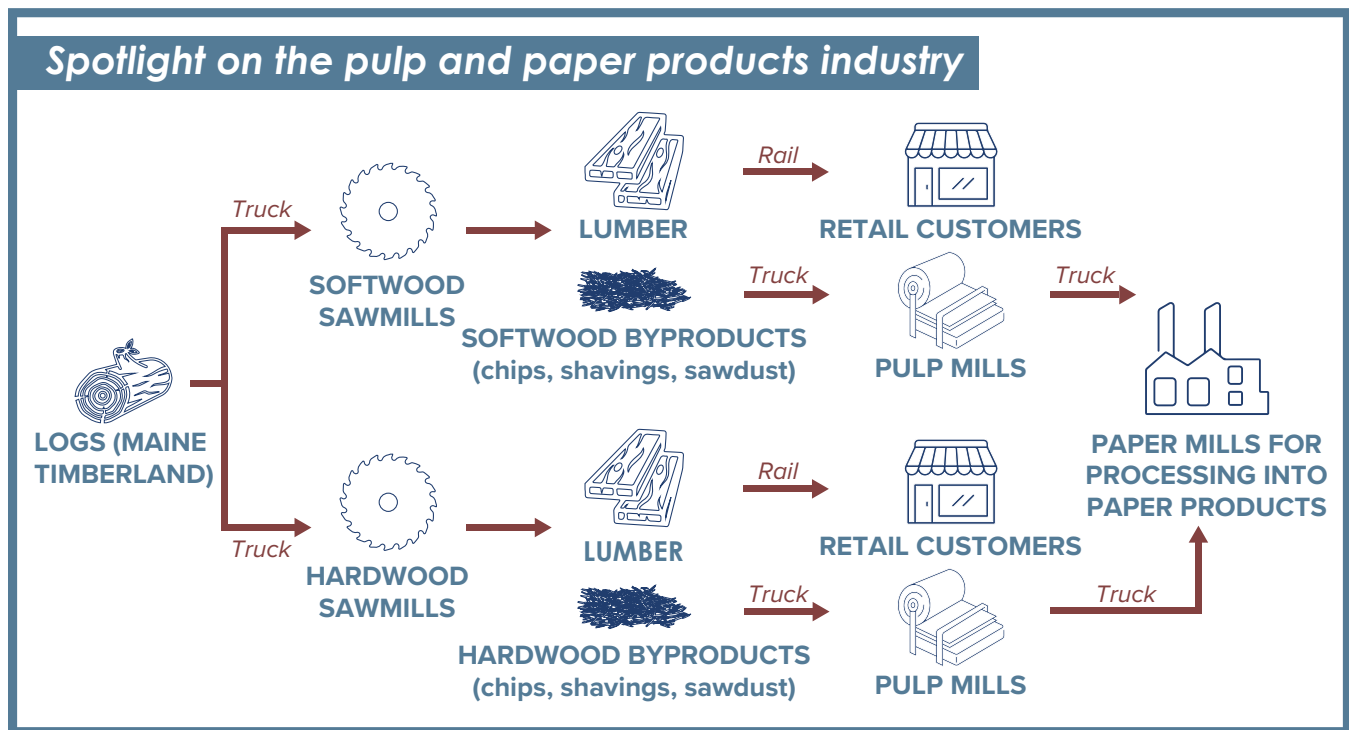 Spotlight on the pulp and paper products industry
Truck
SOFTWOOD
SAWMILLS
LUMBER
Rail
RETAIL CUSTOMERS
SOFTWOOD BYPRODUCTS
(chips, shavings, sawdust)
Truck
PULP MILLS
Truck
LOGS (MAINE
TIMBERLAND)
PAPER MILLS FOR
PROCESSING INTO
PAPER PRODUCTS
Truck
HARDWOOD
SAWMILLS
LUMBER
Rail
RETAIL CUSTOMERS
HARDWOOD BYPRODUCTS
(chips, shavings, sawdust)
Truck
PULP MILLS
Truck